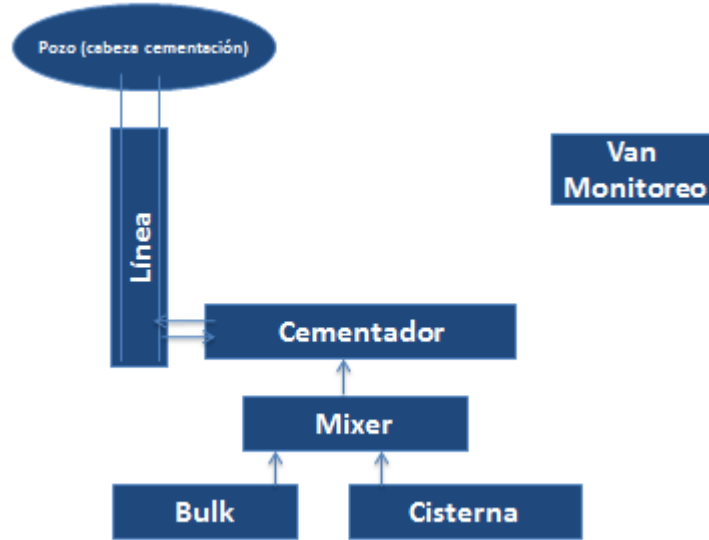 Pozo (cabeza cementación)
Van
Monitoreo
Línea
Cementador
Mixer
Bulk
Cisterna